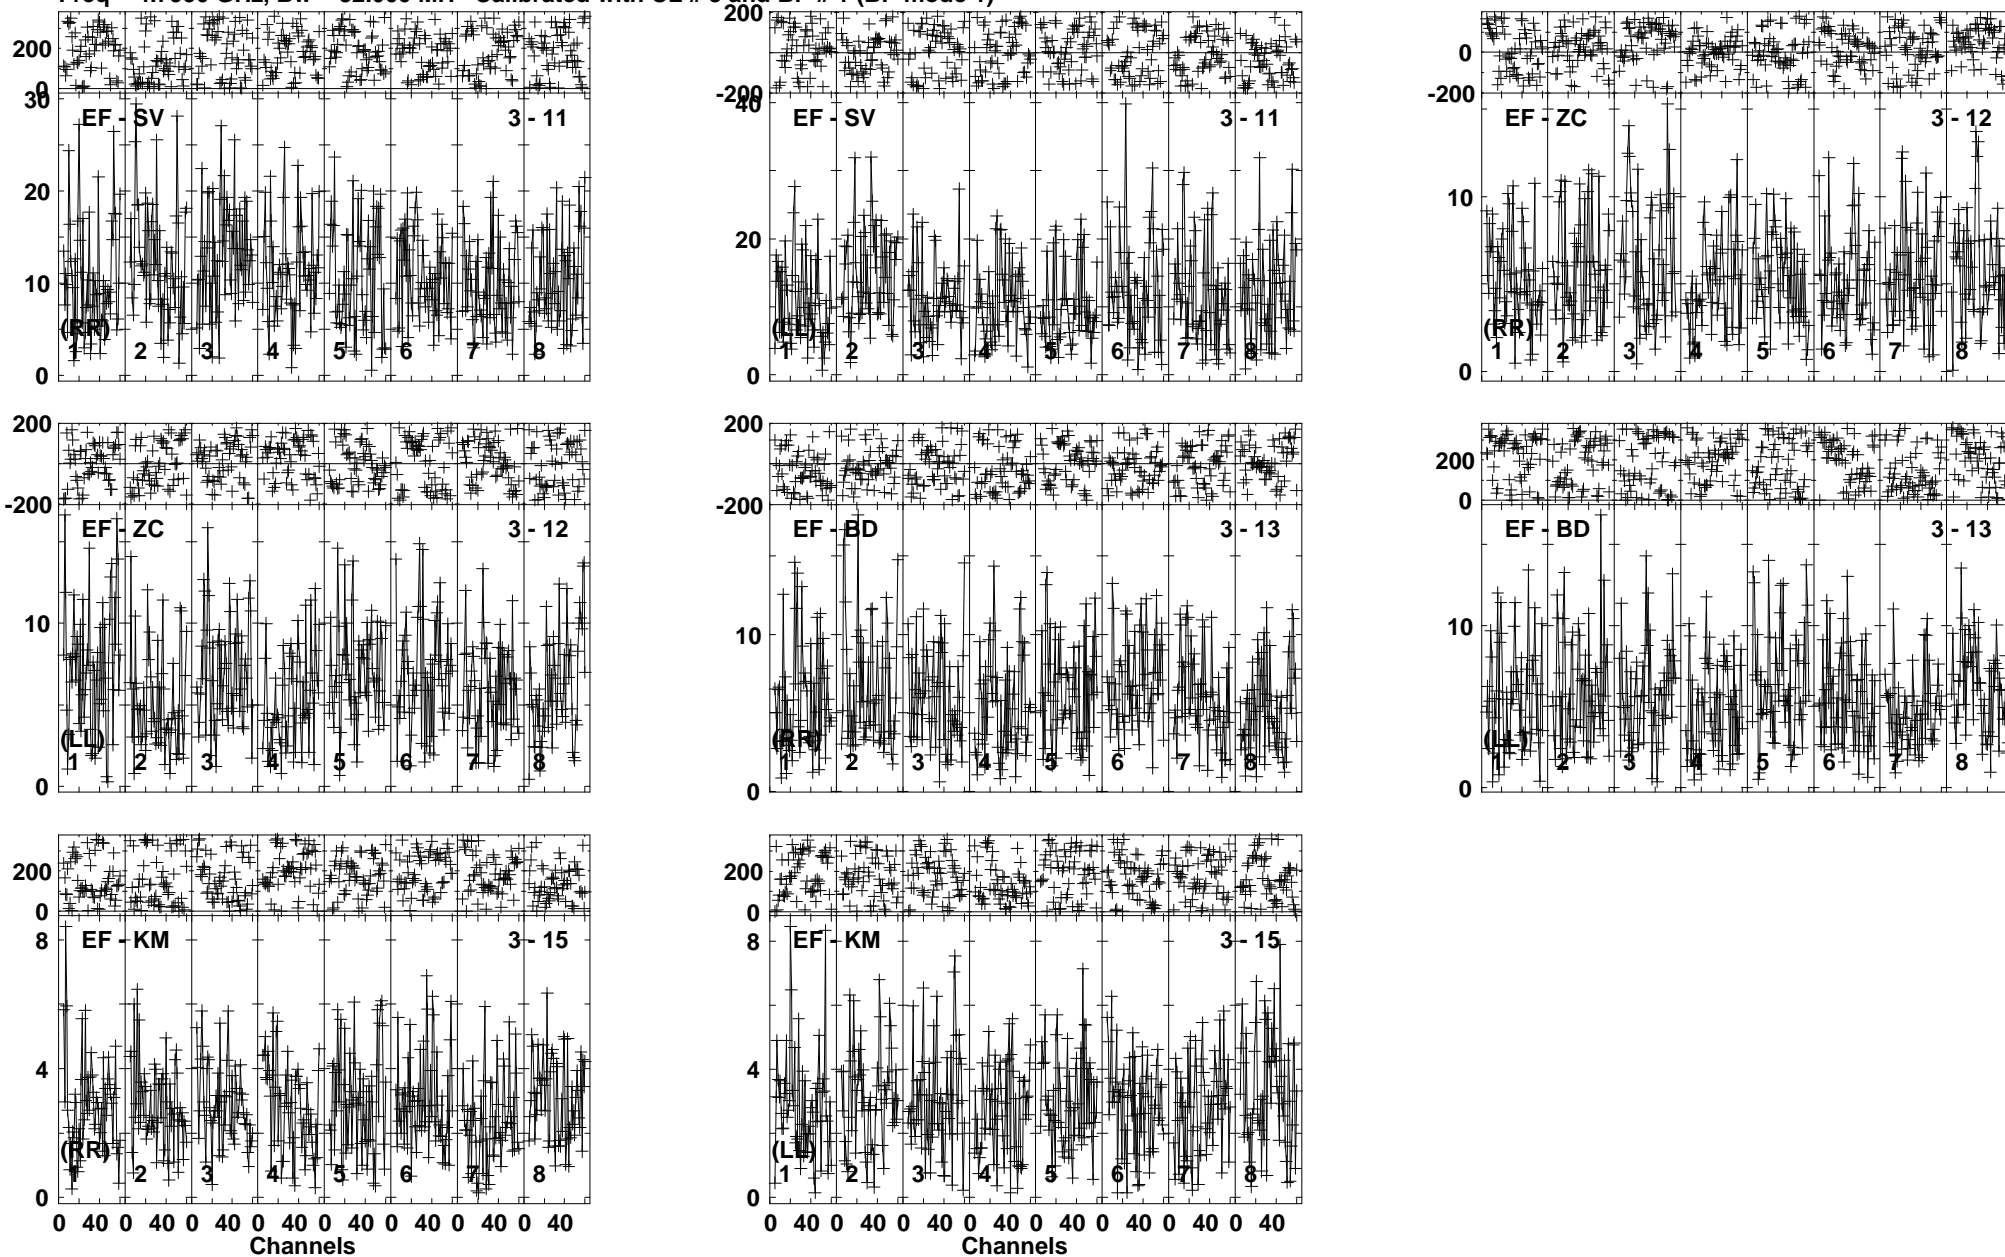 200 0 30 20 10 0 EF - SV 3 - 11 (RR) 1 2 3 4 5 6 7 8
200 -200 40 20 0 EF - SV 3 - 11 (LL) 1 2 3 4 5 6 7 8
0 -200 10 0 EF - ZC 3 - 12 (RR) 1 2 3 4 5 6 7 8
200 -200 10 0 EF - ZC 3 - 12 (LL) 1 2 3 4 5 6 7 8
200 -200 10 0 EF - BD 3 - 13 (RR) 1 2 3 4 5 6 7 8
200 0 10 0 EF - BD 3 - 13 (LL) 1 2 3 4 5 6 7 8
200 0 8 4 0 EF - KM 3 - 15 (RR) 1 2 3 4 5 6 7 8
200 0 8 4 0 EF - KM 3 - 15 (LL) 1 2 3 4 5 6 7 8
0 40 0 40 0 40 0 40 0 40 0 40 0 40 0 40
0 40 0 40 0 40 0 40 0 40 0 40 0 40 0 40
Channels
Channels